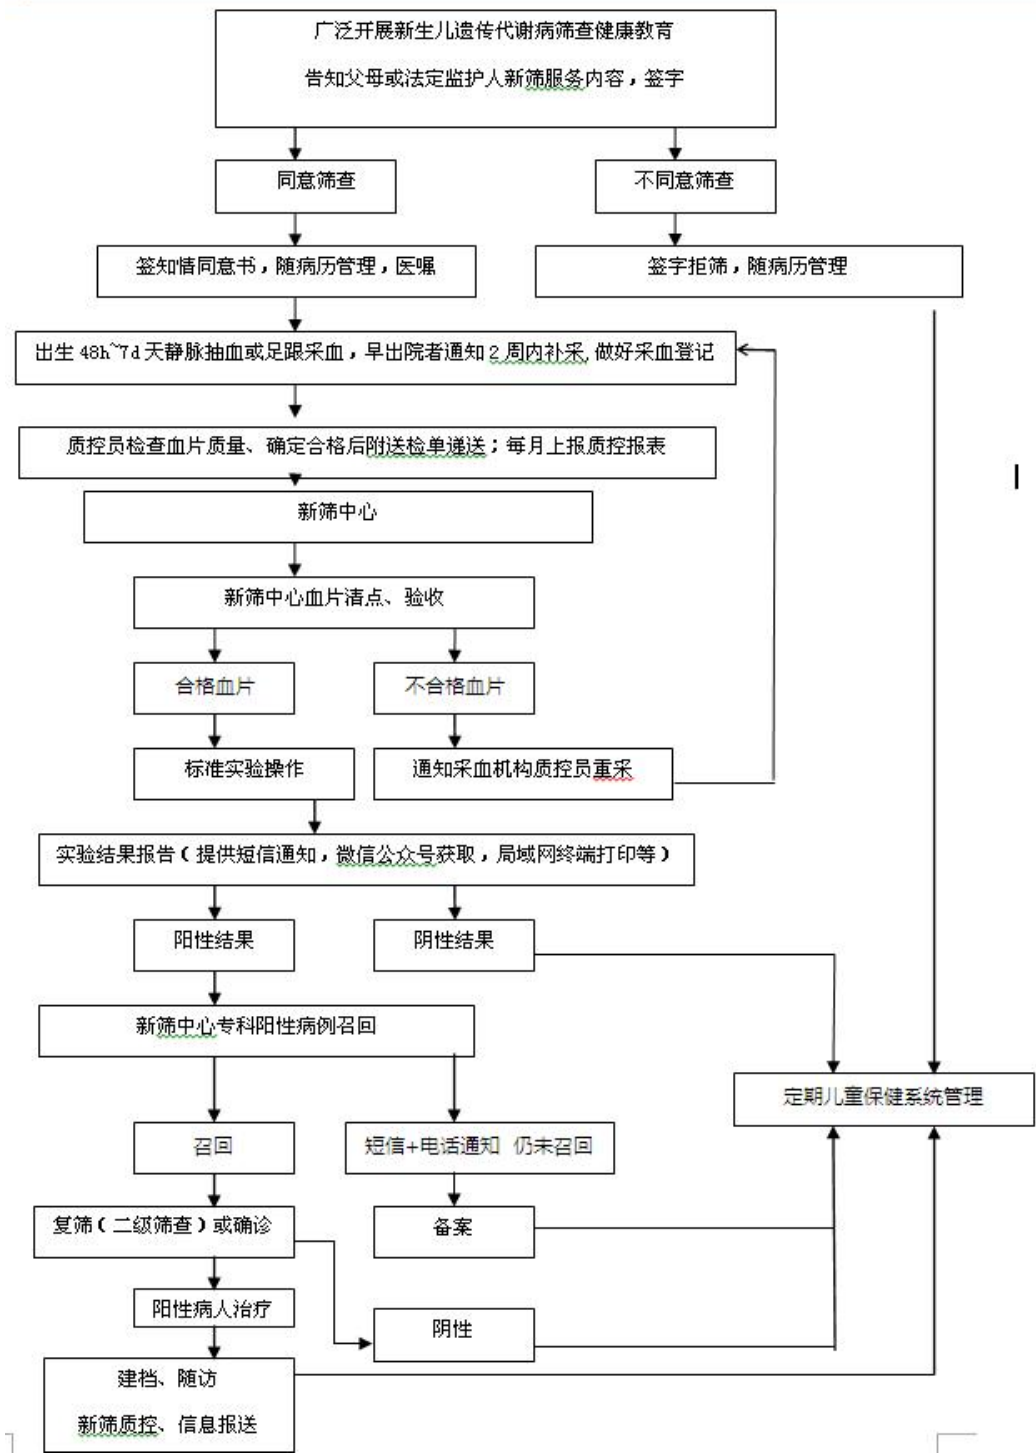 广泛开展新生儿遗传代谢病筛查健康教育
告知父母或法定监护人新筛服务内容，签字
同意筛查
不同意筛查
签知情同意书，随病历管理，医嘱
签字拒筛，随病历管理
出生 48h~7d 天静脉抽血或足跟采血，早出院者通知 2 周内补采，做好采血登记
质控员检查血片质量、确定合格后附送检单递送；每月上报质控报表
新筛中心
新筛中心血片清点、验收
合格血片
不合格血片
标准实验操作
通知采血机构质控员重采
实验结果报告（提供短信通知，微信公众号获取，局域网终端打印等）
阳性结果
阴性结果
新筛中心专科阳性病例召回
定期儿童保健系统管理
召回
短信+电话通知 仍未召回
复筛（二级筛查）或确诊
备案
阳性病人治疗
阴性
建档、随访
新筛质控、信息报送